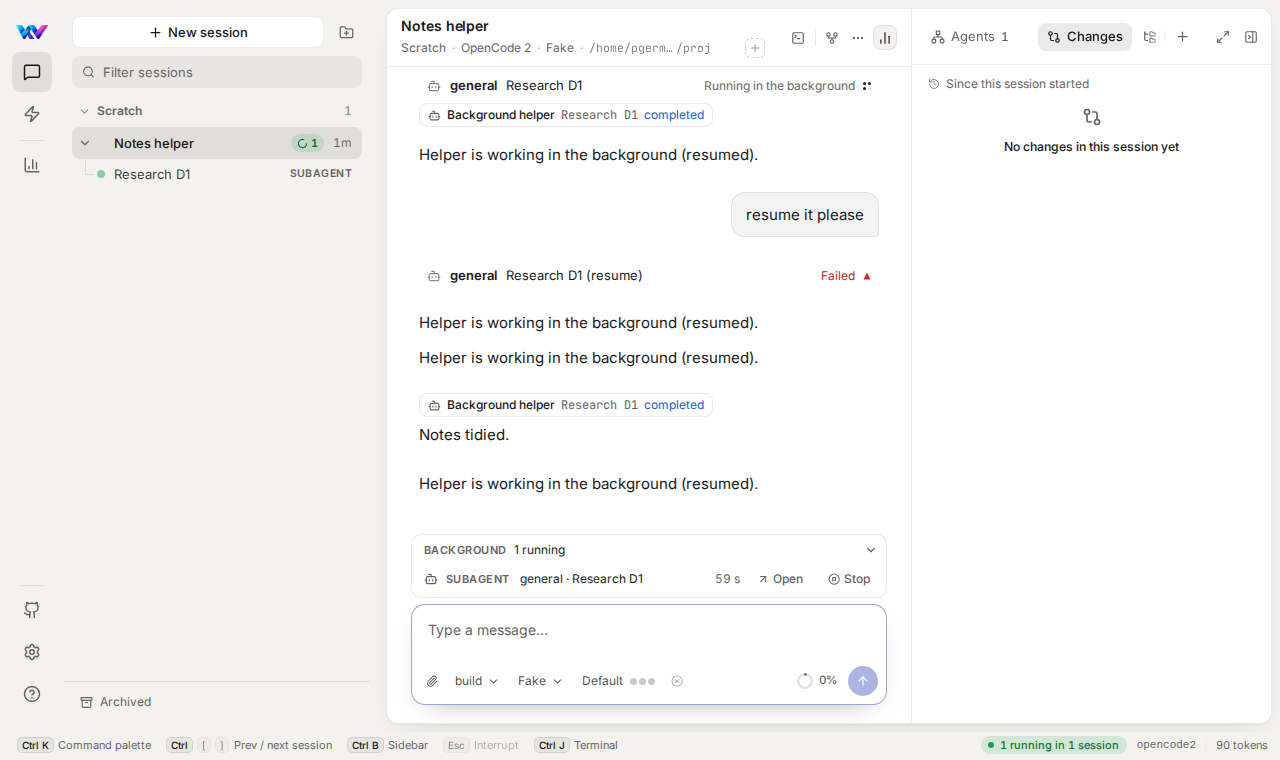 New session
Filter sessions
Scratch 1
Notes helper 1 1m
Research D1 SUBAGENT
Archived
Notes helper
Scratch · OpenCode 2 · Fake · /home/pgerm… /proj
general Research D1 Running in the background
Background helper Research D1 completed
Helper is working in the background (resumed).
resume it please
general Research D1 (resume) Failed
Helper is working in the background (resumed).
Helper is working in the background (resumed).
Background helper Research D1 completed
Notes tidied.
Helper is working in the background (resumed).
BACKGROUND 1 running
SUBAGENT general · Research D1 59 s Open Stop
Type a message...
build Fake Default 0%
Agents 1 Changes
Since this session started
No changes in this session yet
Ctrl K Command palette Ctrl [ ] Prev / next session Ctrl B Sidebar Esc Interrupt Ctrl J Terminal 1 running in 1 session opencode2 90 tokens